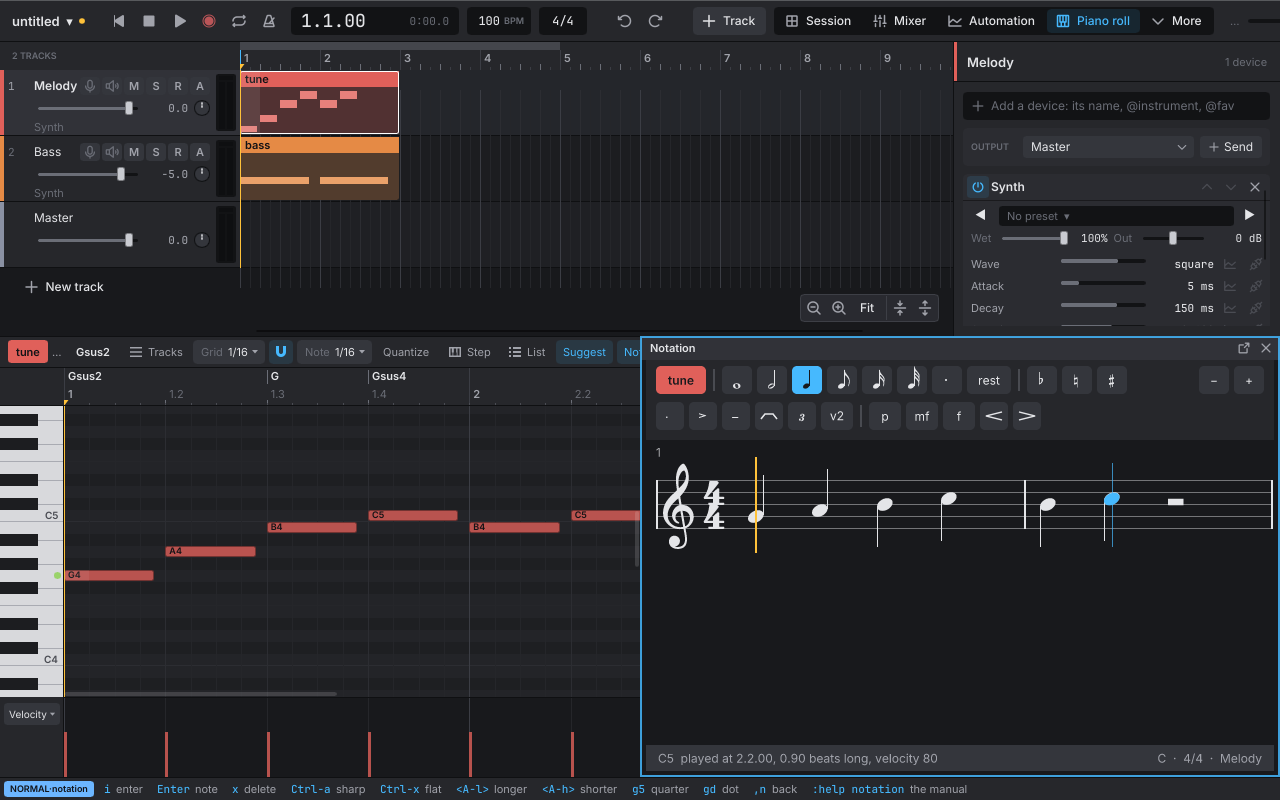 untitled ▾ 1.1.00 0:00.0 100 BPM 4/4 + Track Session Mixer Automation Piano roll More ...
2 TRACKS 1 2 3 4 5 6 7 8 9 Melody 1 device
1 Melody M S R A tune
0.0 + Add a device: its name, @instrument, @fav
Synth
2 Bass M S R A bass OUTPUT Master + Send
-5.0
Synth Synth
Master No preset ▾
0.0 Wet 100% Out 0 dB
Wave square
+ New track Attack 5 ms
Fit Decay 150 ms
tune ... Gsus2 Tracks Grid 1/16 ▾ Note 1/16 ▾ Quantize Step List Suggest No
Notation
Gsus2 G Gsus4
1 1.2 1.3 1.4 2 2.2
tune · rest ♭ ♮ ♯ − +
. > − 3 v2 p mf f < >
1
4
4
C5
C5 C5
B4 B4
A4
G4
C4
Velocity ▾
C5 played at 2.2.00, 0.90 beats long, velocity 80 C · 4/4 · Melody
NORMAL·notation i enter Enter note x delete Ctrl-a sharp Ctrl-x flat <A-l> longer <A-h> shorter g5 quarter gd dot ,n back :help notation the manual